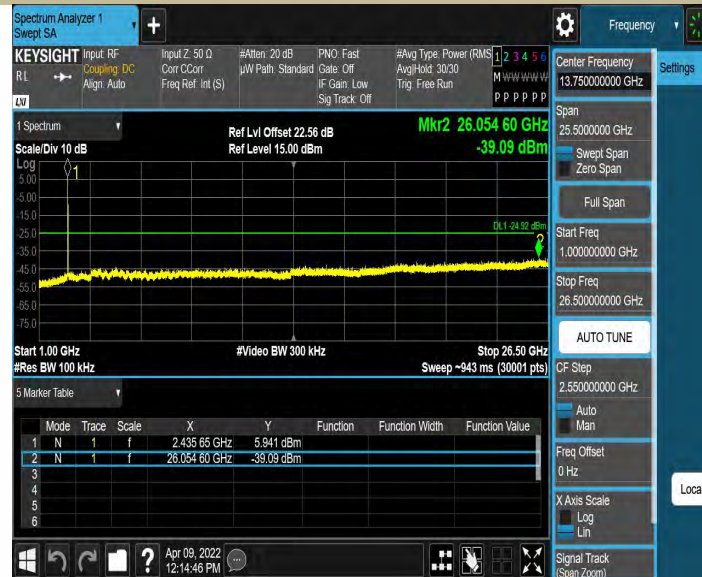 Spectrum Analyzer 1
Swept SA
Frequency
KEYSIGHT
RL
LXI
Input: RF
Coupling: DC
Align: Auto
Input Z: 50 Ω
Corr CCorr
Freq Ref: Int (S)
#Atten: 20 dB
µW Path: Standard
PNO: Fast
Gate: Off
IF Gain: Low
Sig Track: Off
#Avg Type: Power (RMS
Avg|Hold: 30/30
Trig: Free Run
1 2 3 4 5 6
M W W W W W
P P P P P P
Center Frequency
13.750000000 GHz
Settings
Span
25.5000000 GHz
Swept Span
Zero Span
Full Span
Start Freq
1.000000000 GHz
Stop Freq
26.500000000 GHz
AUTO TUNE
CF Step
2.550000000 GHz
Auto
Man
Freq Offset
0 Hz
X Axis Scale
Log
Lin
Signal Track
(Span Zoom)
Loca
1 Spectrum
Scale/Div 10 dB
Ref Lvl Offset 22.56 dB
Ref Level 15.00 dBm
Mkr2 26.054 60 GHz
-39.09 dBm
Log
5.00
-5.00
-15.0
-25.0
-35.0
-45.0
-55.0
-65.0
-75.0
1
DL1 -24.92 dBm
2
Start 1.00 GHz
#Res BW 100 kHz
#Video BW 300 kHz
Stop 26.50 GHz
Sweep ~943 ms (30001 pts)
5 Marker Table
Mode Trace Scale X Y Function Function Width Function Value
1 N 1 f 2.435 65 GHz 5.941 dBm
2 N 1 f 26.054 60 GHz -39.09 dBm
3
4
5
6
?
Apr 09, 2022
12:14:46 PM